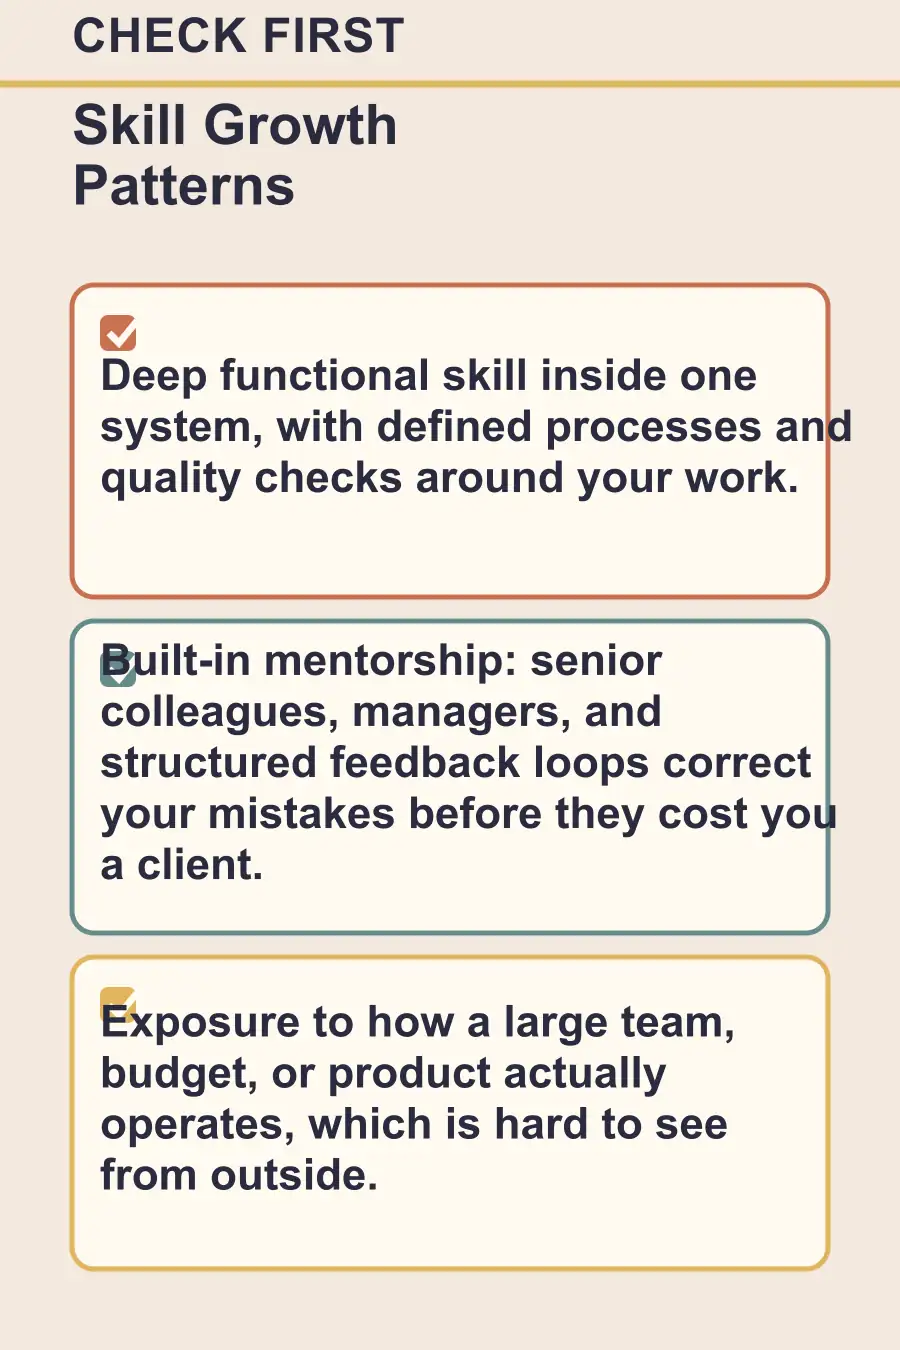 CHECK FIRST
Skill Growth
Patterns
Deep functional skill inside one
system, with defined processes and
quality checks around your work.
Built-in mentorship: senior
colleagues, managers, and
structured feedback loops correct
your mistakes before they cost you
a client.
Exposure to how a large team,
budget, or product actually
operates, which is hard to see
from outside.